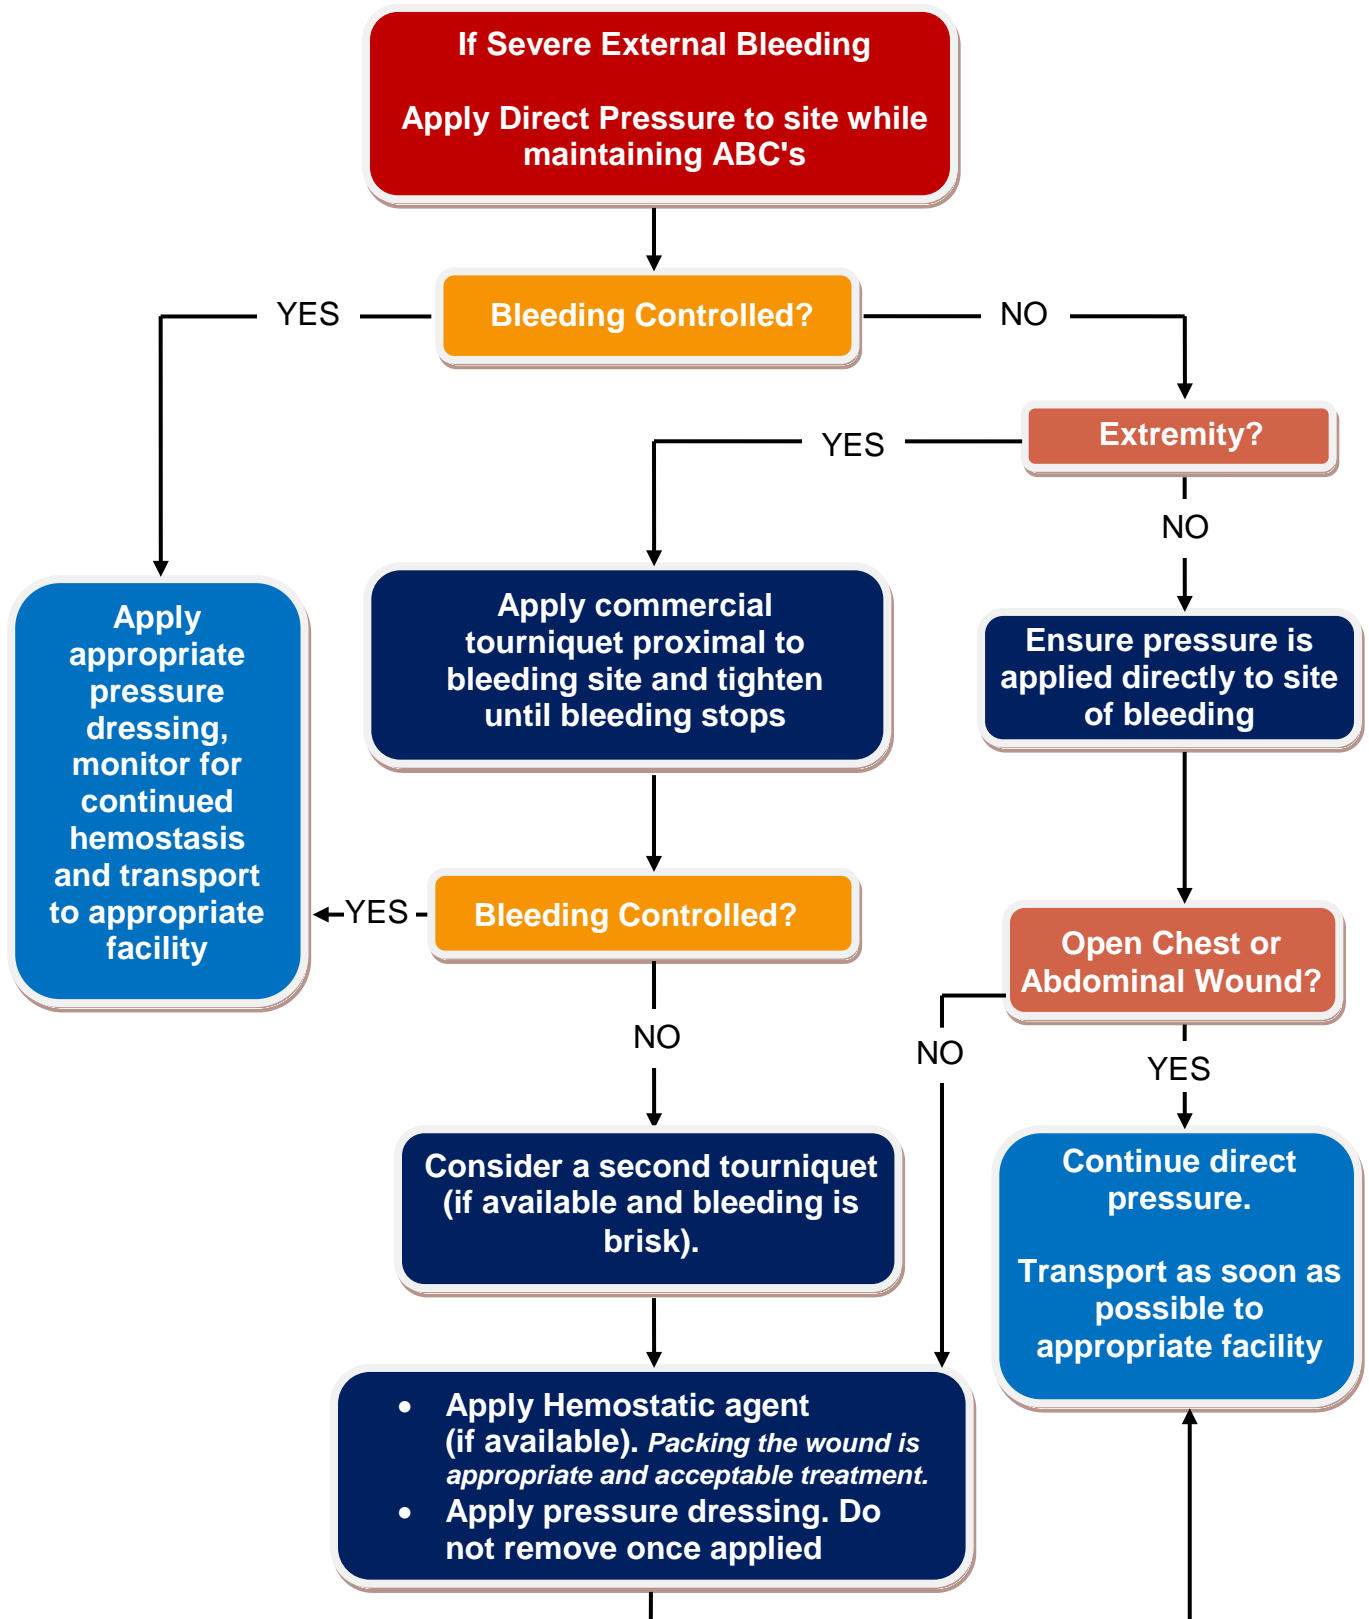 If Severe External Bleeding
Apply Direct Pressure to site while
maintaining ABC's
YES
Bleeding Controlled?
NO
Extremity?
YES
NO
Apply
appropriate
pressure
dressing,
monitor for
continued
hemostasis
and transport
to appropriate
facility
Apply commercial
tourniquet proximal to
bleeding site and tighten
until bleeding stops
Ensure pressure is
applied directly to site
of bleeding
YES
Bleeding Controlled?
Open Chest or
Abdominal Wound?
NO
NO
YES
Consider a second tourniquet
(if available and bleeding is
brisk).
Continue direct
pressure.
Transport as soon as
possible to
appropriate facility
• Apply Hemostatic agent
(if available). Packing the wound is
appropriate and acceptable treatment.
• Apply pressure dressing. Do
not remove once applied